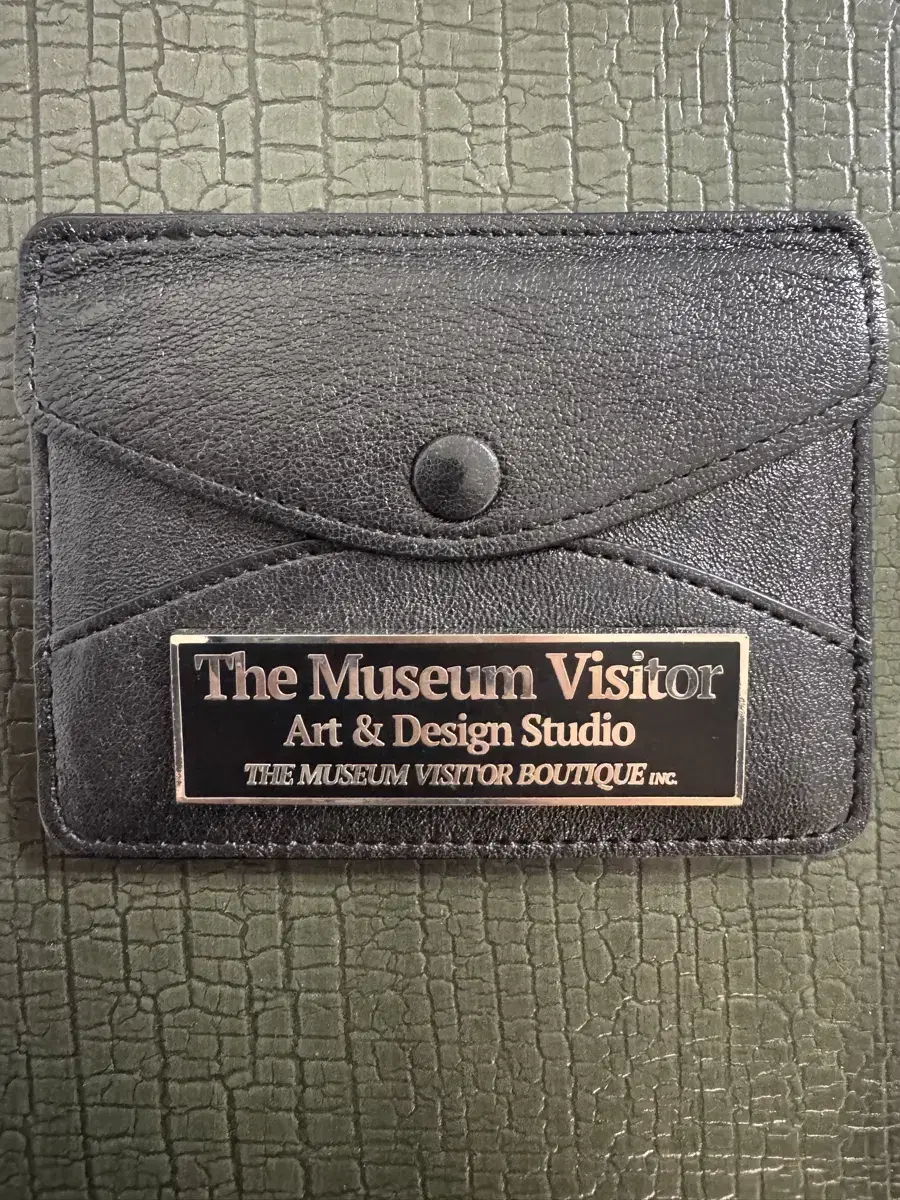 The Museum Visitor
Art & Design Studio
THE MUSEUM VISITOR BOUTIQUE INC.